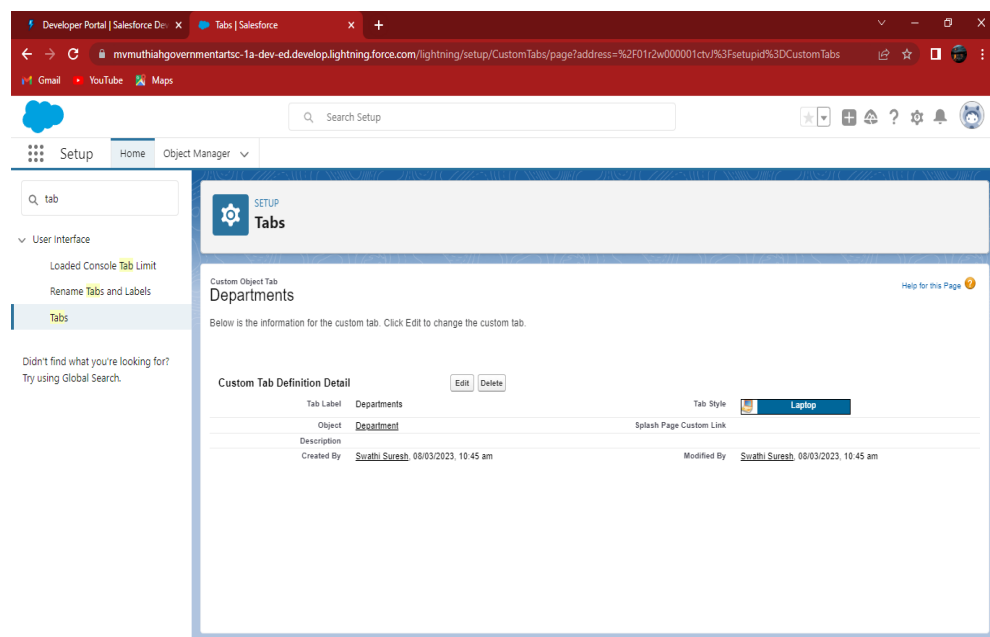 Developer Portal | Salesforce Dev
Tabs | Salesforce
mvmuthiahgovernmentartsc-1a-dev-ed.develop.lightning.force.com/lightning/setup/CustomTabs/page?address=%2F01r2w000001ctvJ%3Fsetupid%3DCustomTabs
Gmail YouTube Maps
Search Setup
Setup Home Object Manager
tab
User Interface
Loaded Console Tab Limit
Rename Tabs and Labels
Tabs
Didn't find what you're looking for?
Try using Global Search.
SETUP
Tabs
Custom Object Tab
Departments
Help for this Page
Below is the information for the custom tab. Click Edit to change the custom tab.
Custom Tab Definition Detail Edit Delete
Tab Label Departments Tab Style Laptop
Object Department Splash Page Custom Link
Description
Created By Swathi Suresh, 08/03/2023, 10:45 am Modified By Swathi Suresh, 08/03/2023, 10:45 am